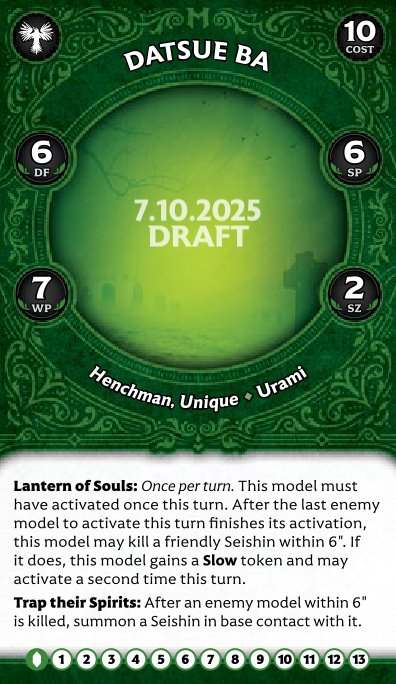 DATSUE BA
10
COST
6
DF
6
SP
7.10.2025
DRAFT
7
WP
2
SZ
Henchman, Unique ⬥ Urami
Lantern of Souls: Once per turn. This model must
have activated once this turn. After the last enemy
model to activate this turn finishes its activation,
this model may kill a friendly Seishin within 6". If
it does, this model gains a Slow token and may
activate a second time this turn.
Trap their Spirits: After an enemy model within 6"
is killed, summon a Seishin in base contact with it.
1 2 3 4 5 6 7 8 9 10 11 12 13